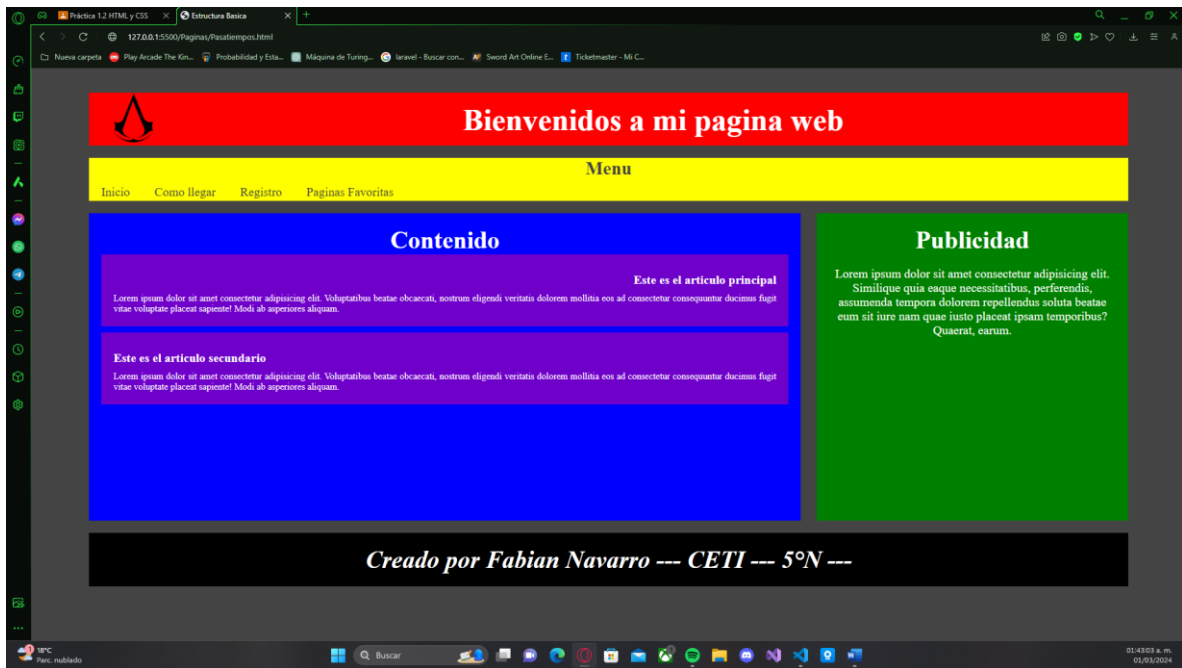 Práctica 1.2 HTML y CSS
Estructura Basica
127.0.0.1:5500/Paginas/Pasatiempos.html
Nueva carpeta
Play Arcade The Kin...
Probabilidad y Esta...
Máquina de Turing...
laravel - Buscar con...
Sword Art Online E...
Ticketmaster - Mi C...
Bienvenidos a mi pagina web
Menu
Inicio Como llegar Registro Paginas Favoritas
Contenido
Este es el articulo principal
Lorem ipsum dolor sit amet consectetur adipisicing elit. Voluptatibus beatae obcaecati, nostrum eligendi veritatis dolorem mollitia eos ad consectetur consequuntur ducimus fugit
vitae voluptate placeat sapiente! Modi ab asperiores aliquam.
Este es el articulo secundario
Lorem ipsum dolor sit amet consectetur adipisicing elit. Voluptatibus beatae obcaecati, nostrum eligendi veritatis dolorem mollitia eos ad consectetur consequuntur ducimus fugit
vitae voluptate placeat sapiente! Modi ab asperiores aliquam.
Publicidad
Lorem ipsum dolor sit amet consectetur adipisicing elit.
Similique quia eaque necessitatibus, perferendis,
assumenda tempora dolorem repellendus soluta beatae
eum sit iure nam quae iusto placeat ipsam temporibus?
Quaerat, earum.
Creado por Fabian Navarro --- CETI --- 5°N ---
1
18°C
Parc. nublado
Buscar
01:43:03 a. m.
01/03/2024